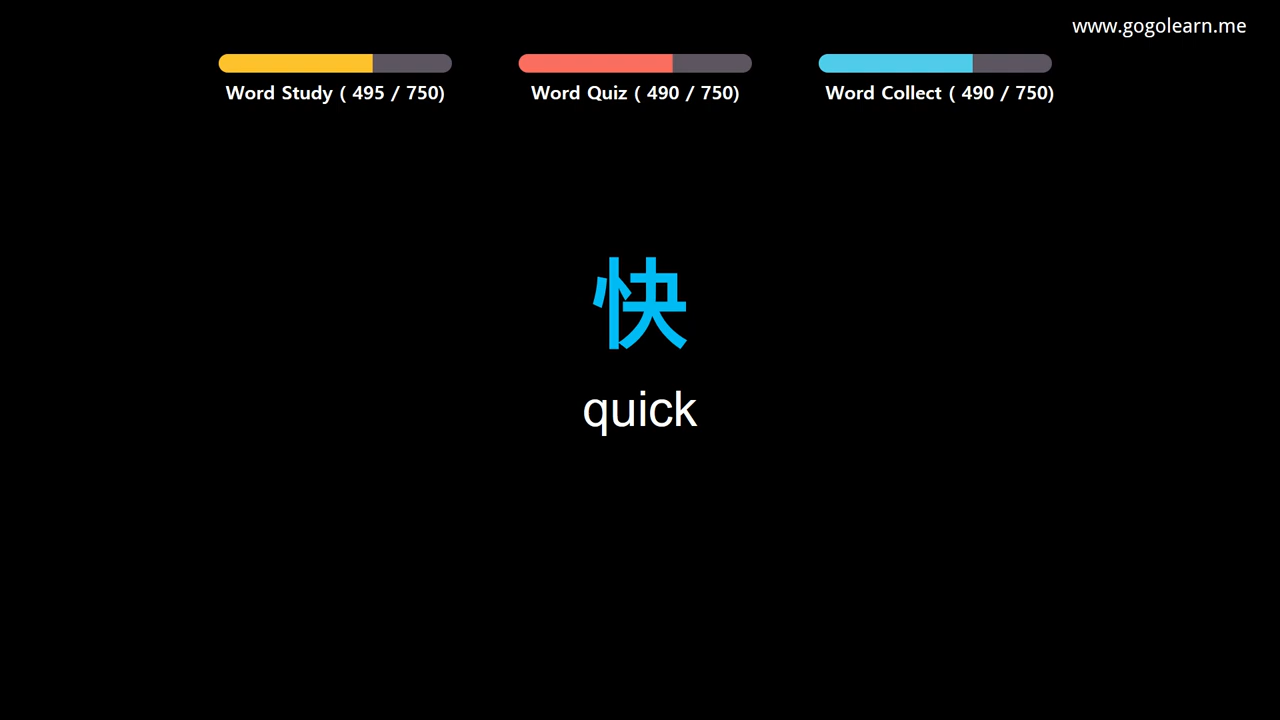 www.gogolearn.me
Word Study ( 495 / 750)
Word Quiz ( 490 / 750)
Word Collect ( 490 / 750)
快
quick